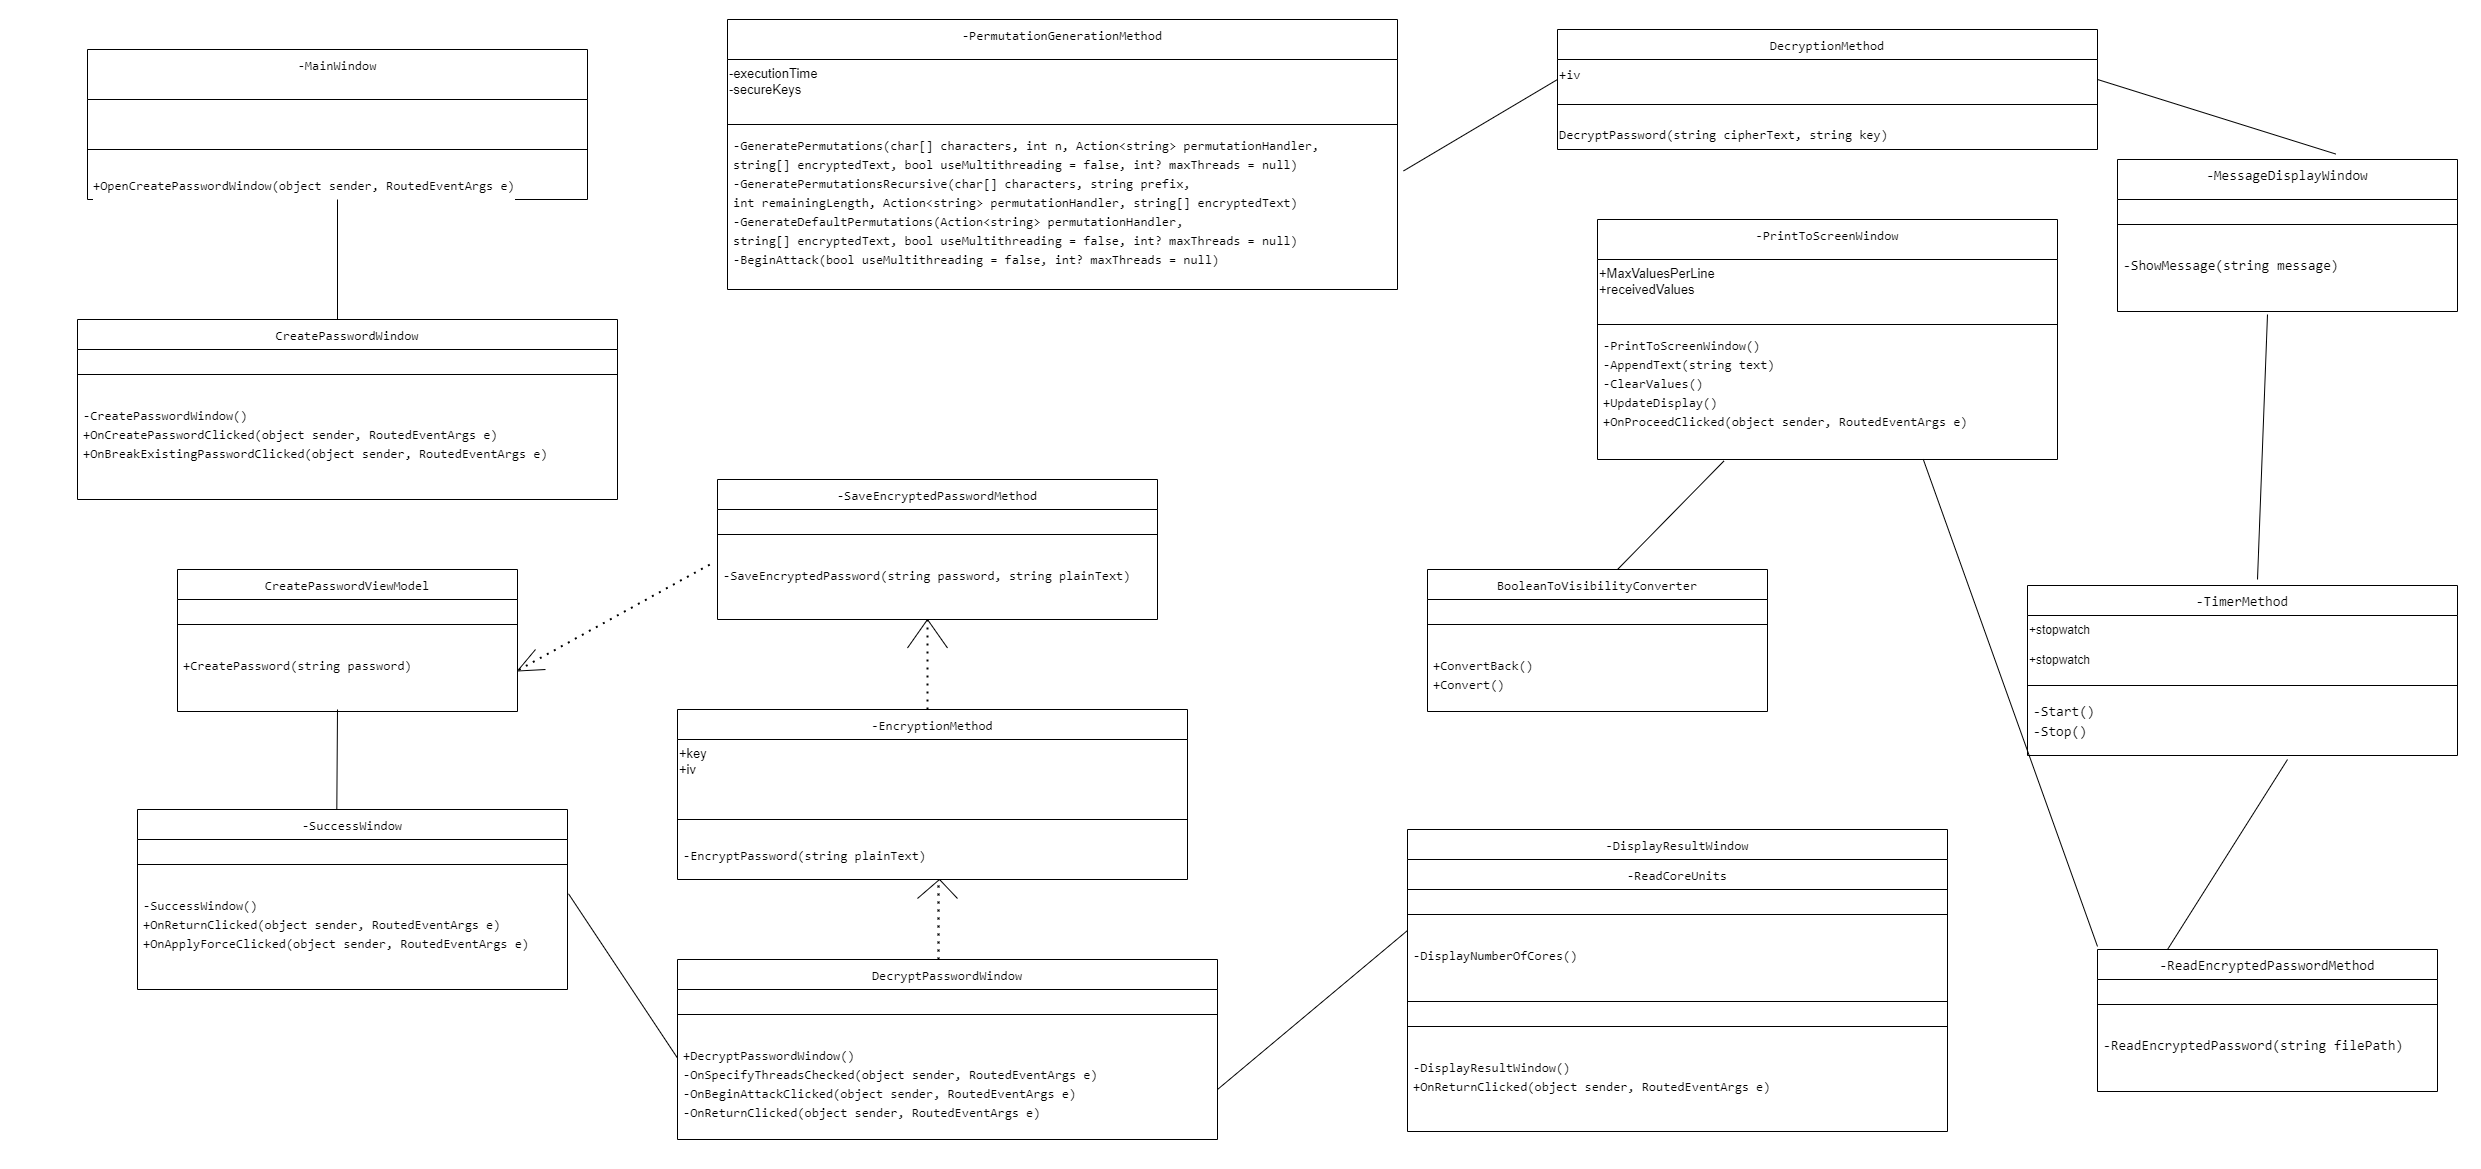 -MainWindow
+OpenCreatePasswordWindow(object sender, RoutedEventArgs e)
CreatePasswordWindow
-CreatePasswordWindow()
+OnCreatePasswordClicked(object sender, RoutedEventArgs e)
+OnBreakExistingPasswordClicked(object sender, RoutedEventArgs e)
CreatePasswordViewModel
+CreatePassword(string password)
-SuccessWindow
-SuccessWindow()
+OnReturnClicked(object sender, RoutedEventArgs e)
+OnApplyForceClicked(object sender, RoutedEventArgs e)
-PermutationGenerationMethod
-executionTime
-secureKeys
-GeneratePermutations(char[] characters, int n, Action<string> permutationHandler,
string[] encryptedText, bool useMultithreading = false, int? maxThreads = null)
-GeneratePermutationsRecursive(char[] characters, string prefix,
int remainingLength, Action<string> permutationHandler, string[] encryptedText)
-GenerateDefaultPermutations(Action<string> permutationHandler,
string[] encryptedText, bool useMultithreading = false, int? maxThreads = null)
-BeginAttack(bool useMultithreading = false, int? maxThreads = null)
-SaveEncryptedPasswordMethod
-SaveEncryptedPassword(string password, string plainText)
-EncryptionMethod
+key
+iv
-EncryptPassword(string plainText)
DecryptPasswordWindow
+DecryptPasswordWindow()
-OnSpecifyThreadsChecked(object sender, RoutedEventArgs e)
-OnBeginAttackClicked(object sender, RoutedEventArgs e)
-OnReturnClicked(object sender, RoutedEventArgs e)
DecryptionMethod
+iv
DecryptPassword(string cipherText, string key)
-PrintToScreenWindow
+MaxValuesPerLine
+receivedValues
-PrintToScreenWindow()
-AppendText(string text)
-ClearValues()
+UpdateDisplay()
+OnProceedClicked(object sender, RoutedEventArgs e)
BooleanToVisibilityConverter
+ConvertBack()
+Convert()
-DisplayResultWindow
-ReadCoreUnits
-DisplayNumberOfCores()
-DisplayResultWindow()
+OnReturnClicked(object sender, RoutedEventArgs e)
-MessageDisplayWindow
-ShowMessage(string message)
-TimerMethod
+stopwatch
+stopwatch
-Start()
-Stop()
-ReadEncryptedPasswordMethod
-ReadEncryptedPassword(string filePath)